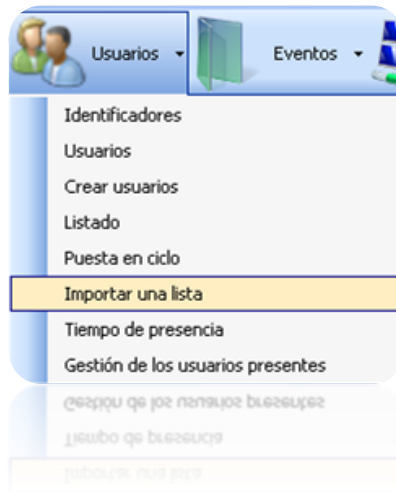 Usuarios Eventos
Identificadores
Usuarios
Crear usuarios
Listado
Puesta en ciclo
Importar una lista
Tiempo de presencia
Gestión de los usuarios presentes